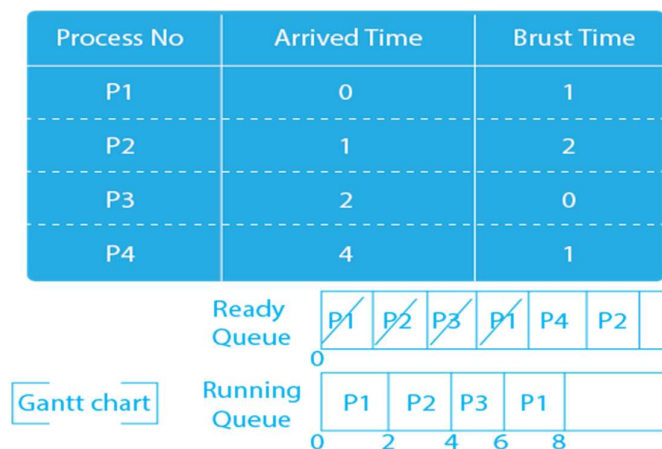 Process No Arrived Time Brust Time
P1 0 1
P2 1 2
P3 2 0
P4 4 1
Ready Queue P1 P2 P3 P1 P4 P2
0
Gantt chart
Running Queue P1 P2 P3 P1
0 2 4 6 8